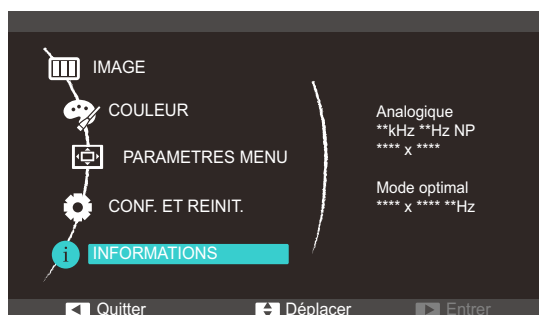 IMAGE
COULEUR
PARAMETRES MENU
CONF. ET REINIT.
INFORMATIONS
Analogique
**kHz **Hz NP
**** x ****
Mode optimal
**** x **** **Hz
Quitter Déplacer Entrer